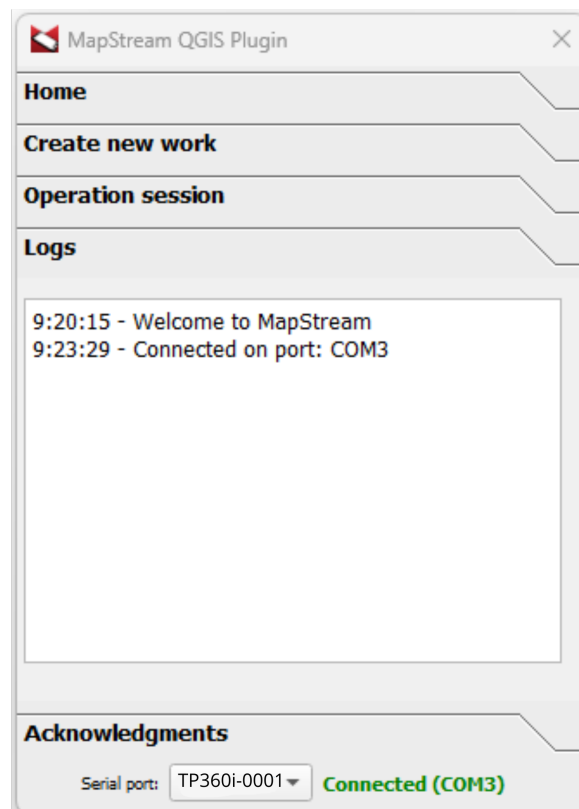 MapStream QGIS Plugin
Home
Create new work
Operation session
Logs
9:20:15 - Welcome to MapStream
9:23:29 - Connected on port: COM3
Acknowledgments
Serial port: TP360i-0001 Connected (COM3)